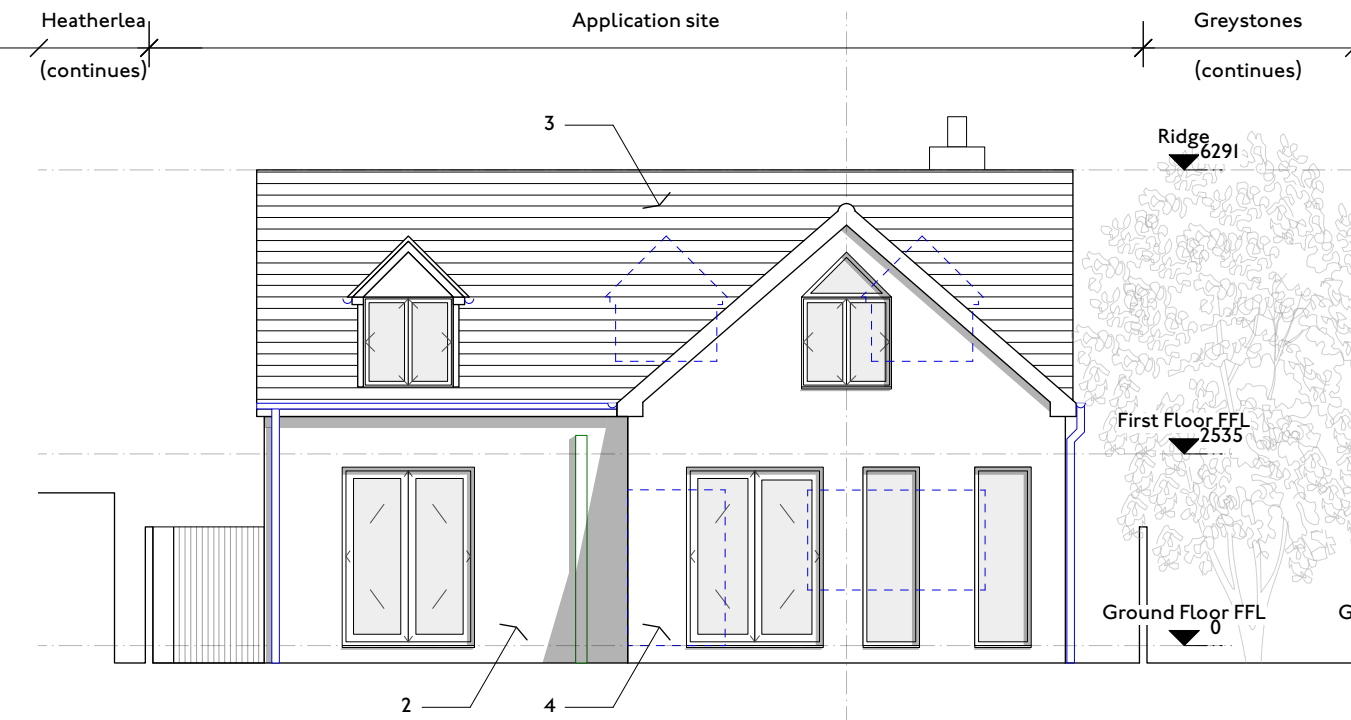 Heatherlea
Application site
Greystones
(continues)
(continues)
3
Ridge
6291
First Floor FFL
2535
Ground Floor FFL
0
G
2
4